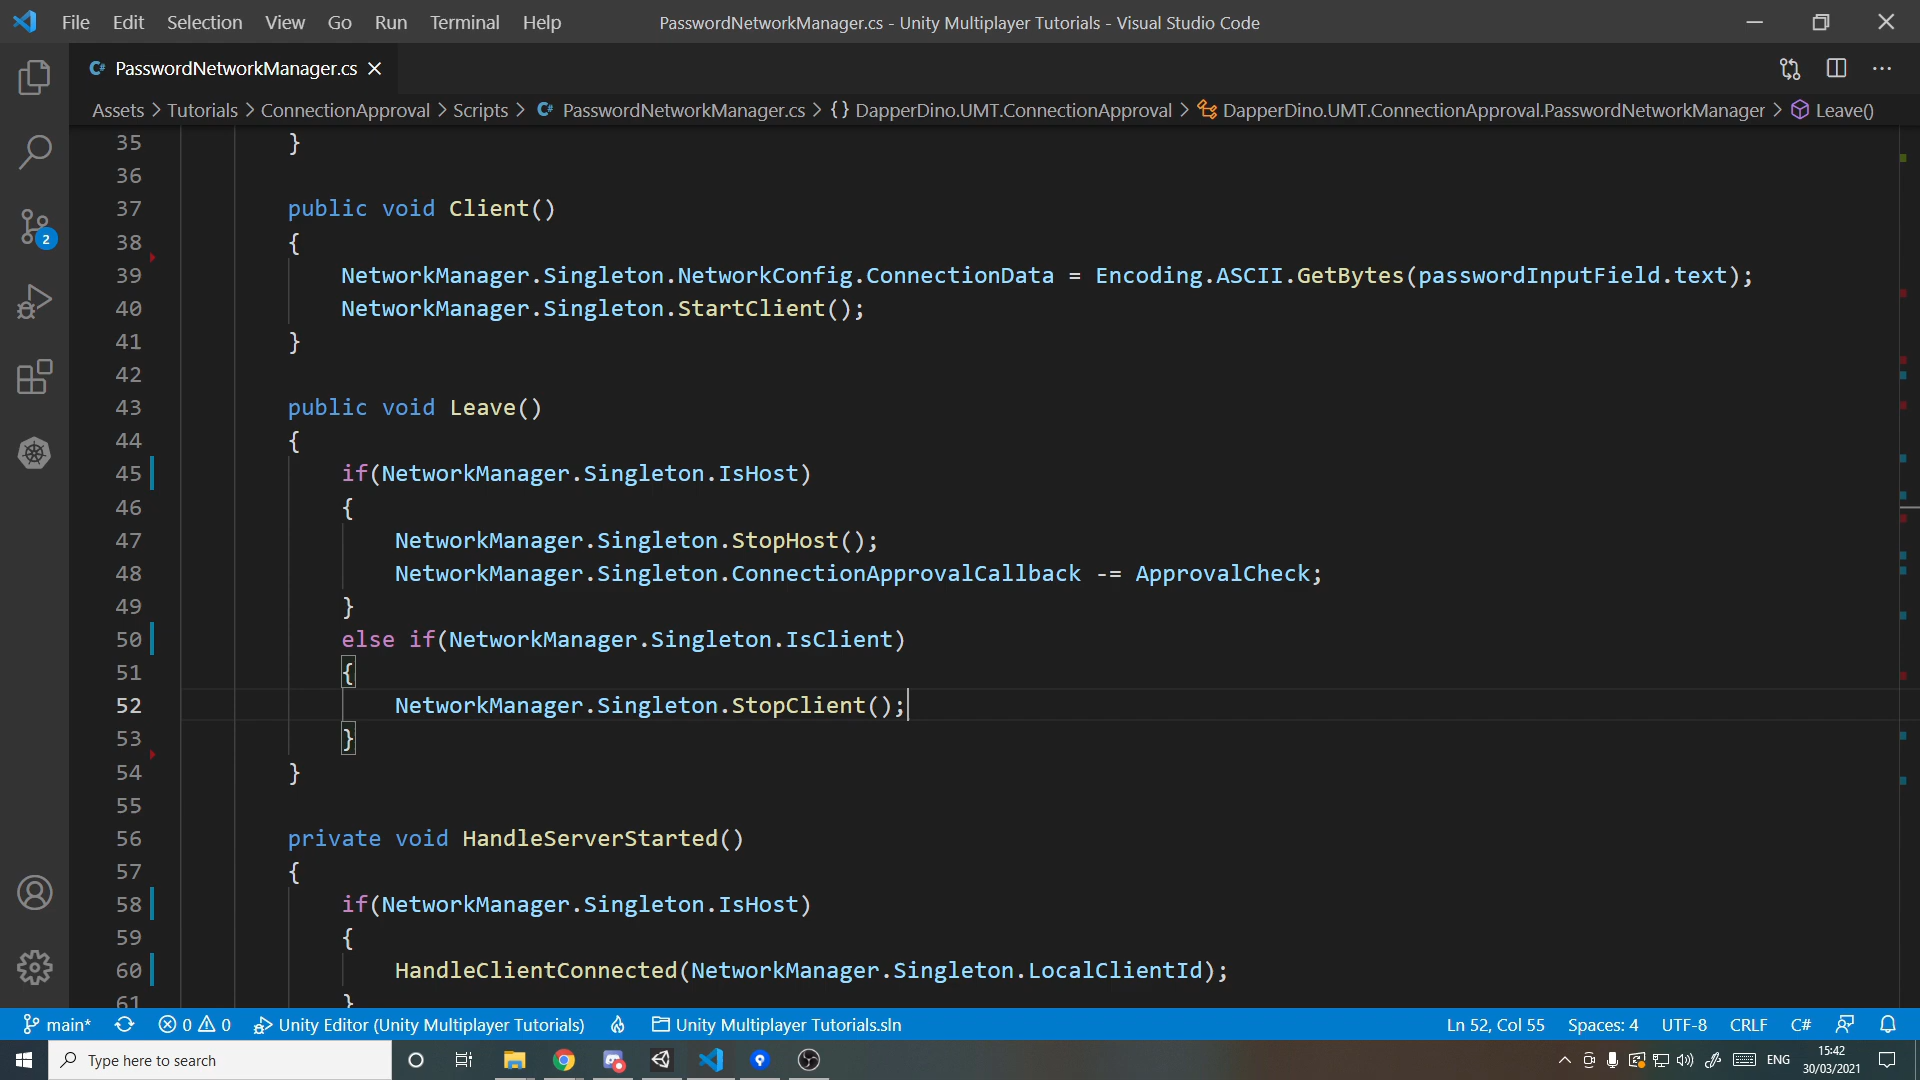 File Edit Selection View Go Run Terminal Help PasswordNetworkManager.cs - Unity Multiplayer Tutorials - Visual Studio Code
C# PasswordNetworkManager.cs
Assets > Tutorials > ConnectionApproval > Scripts > C# PasswordNetworkManager.cs > {} DapperDino.UMT.ConnectionApproval > DapperDino.UMT.ConnectionApproval.PasswordNetworkManager > Leave()
35 }
36
37 public void Client()
38 {
39 NetworkManager.Singleton.NetworkConfig.ConnectionData = Encoding.ASCII.GetBytes(passwordInputField.text);
40 NetworkManager.Singleton.StartClient();
41 }
42
43 public void Leave()
44 {
45 if(NetworkManager.Singleton.IsHost)
46 {
47 NetworkManager.Singleton.StopHost();
48 NetworkManager.Singleton.ConnectionApprovalCallback -= ApprovalCheck;
49 }
50 else if(NetworkManager.Singleton.IsClient)
51 {
52 NetworkManager.Singleton.StopClient();
53 }
54 }
55
56 private void HandleServerStarted()
57 {
58 if(NetworkManager.Singleton.IsHost)
59 {
60 HandleClientConnected(NetworkManager.Singleton.LocalClientId);
61 }
2
main* 0 0 Unity Editor (Unity Multiplayer Tutorials) Unity Multiplayer Tutorials.sln Ln 52, Col 55 Spaces: 4 UTF-8 CRLF C#
Type here to search ENG 15:42
30/03/2021